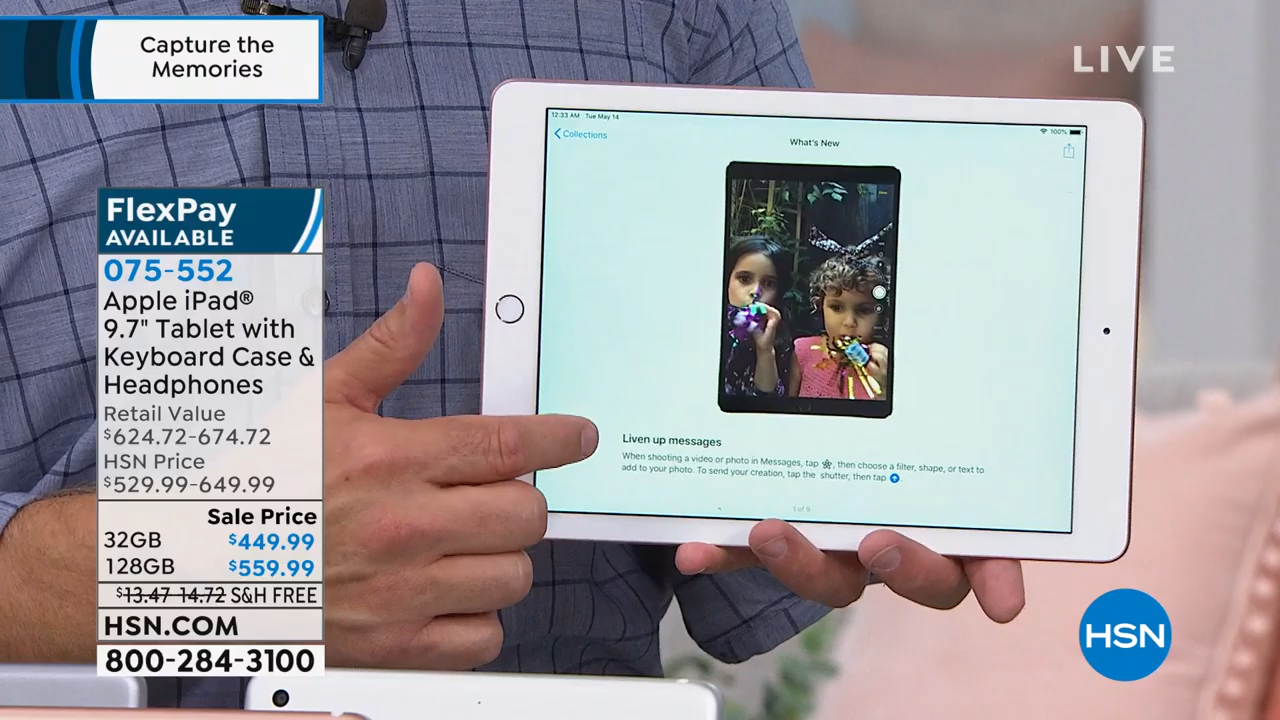 Capture the
Memories
LIVE
FlexPay
AVAILABLE
075-552
Apple iPad®
9.7" Tablet with
Keyboard Case &
Headphones
Retail Value
$624.72-674.72
HSN Price
$529.99-649.99
Sale Price
32GB $449.99
128GB $559.99
$13.47-14.72 S&H FREE
HSN.COM
800-284-3100
12:33 AM Tue May 14
100%
Collections
What's New
Liven up messages
When shooting a video or photo in Messages, tap , then choose a filter, shape, or text to
add to your photo. To send your creation, tap the shutter, then tap .
1 of 9
HSN